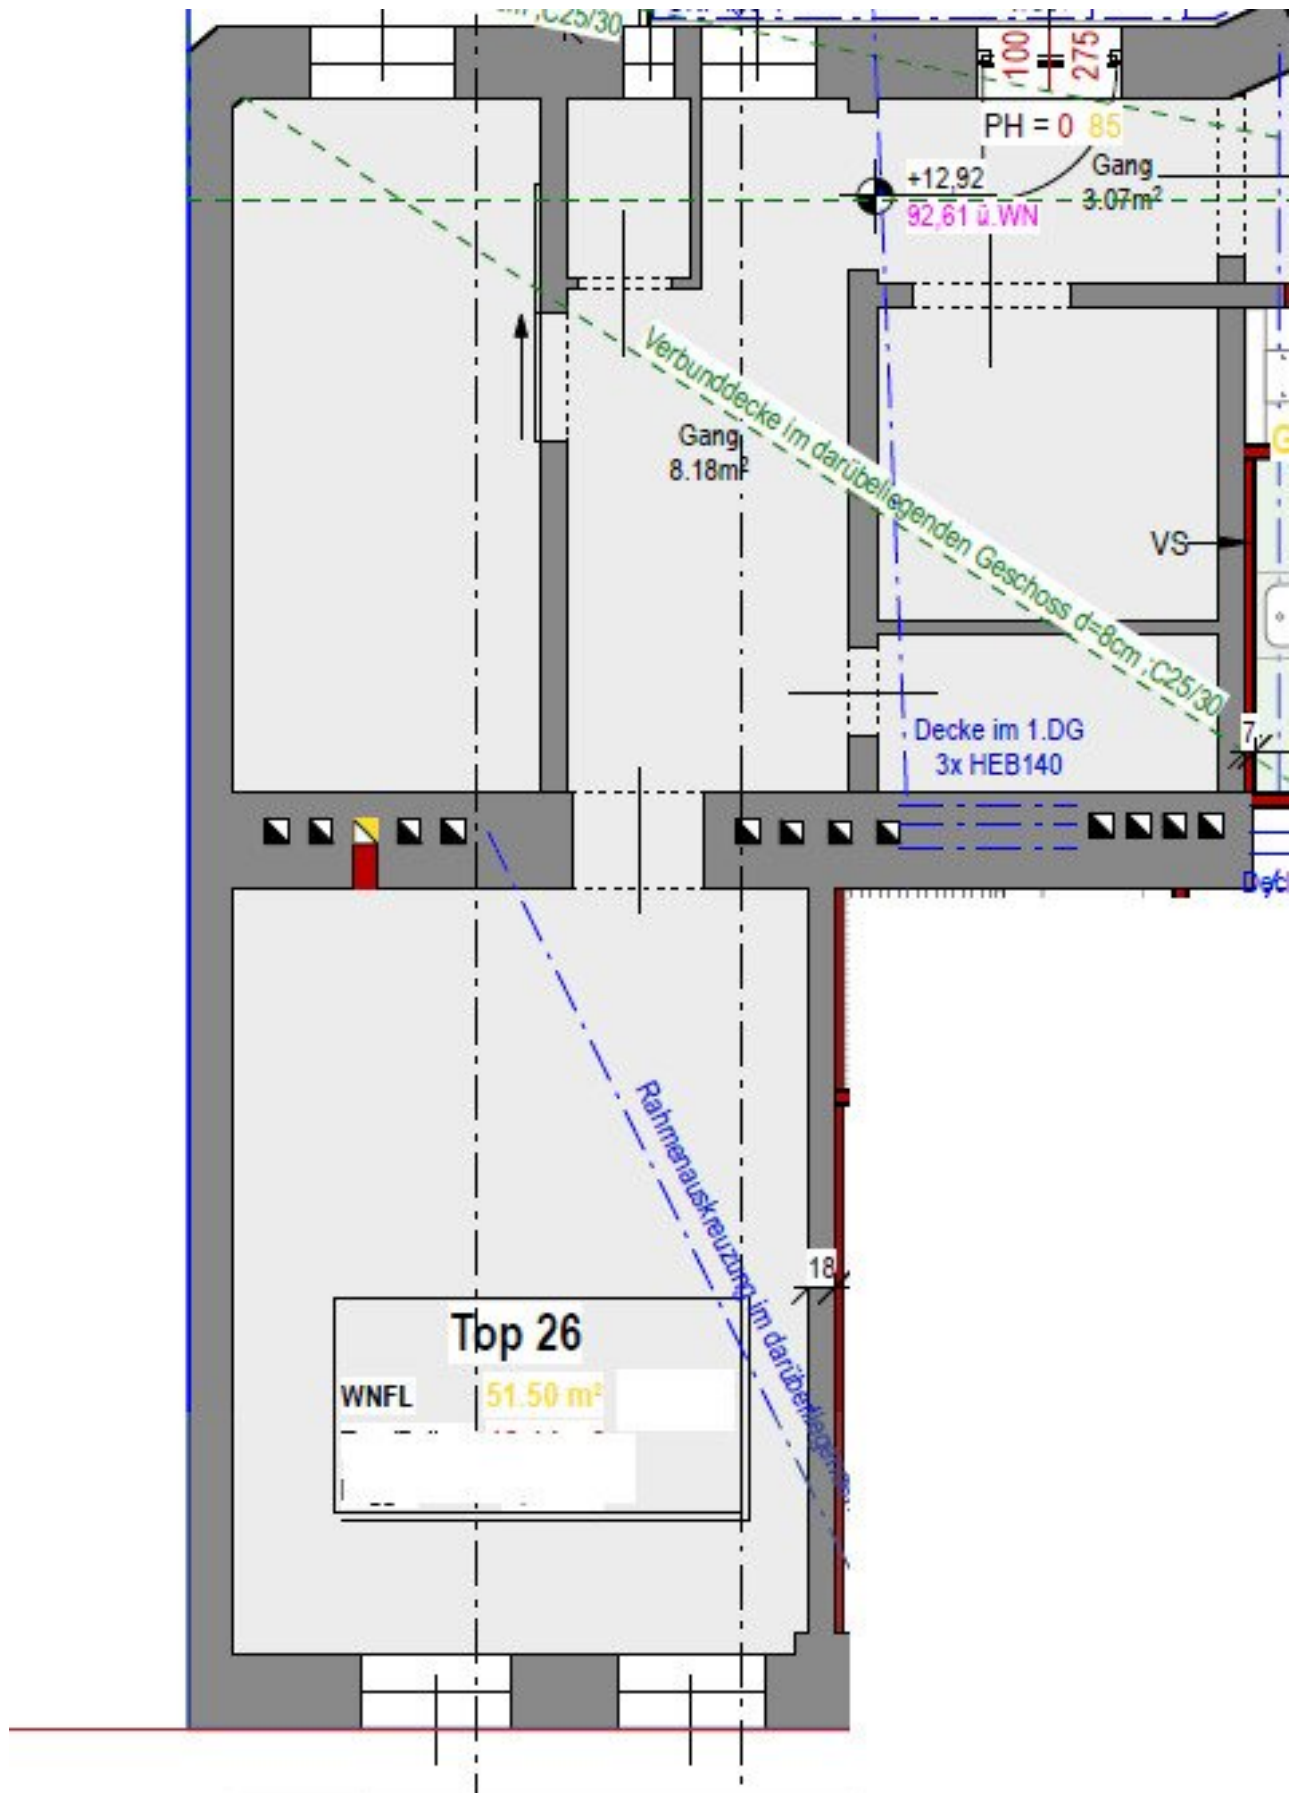 ,C25/30
100
275
PH = 0 85
Gang
3.07m²
+12,92
92,61 ü.WN
Verbunddecke im darübeliegenden Geschoss d=8cm ;C25/30
Gang
8.18m²
G
VS
7
Decke im 1.DG
3x HEB140
Rahmenauskreuzung im darüberliegen
18
Top 26
WNFL 51.50 m²